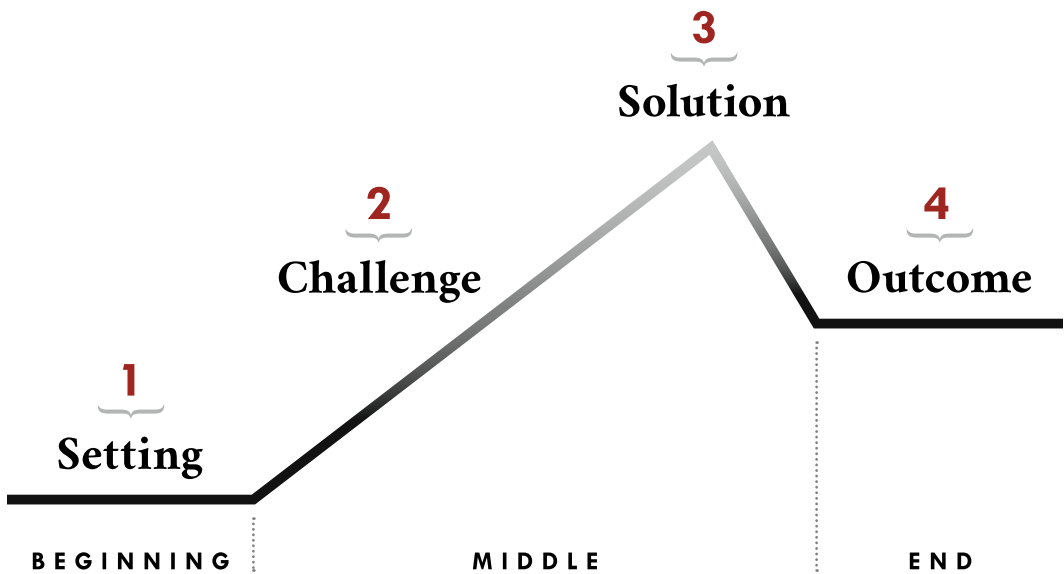 3
Solution
2
Challenge
4
Outcome
1
Setting
BEGINNING
MIDDLE
END